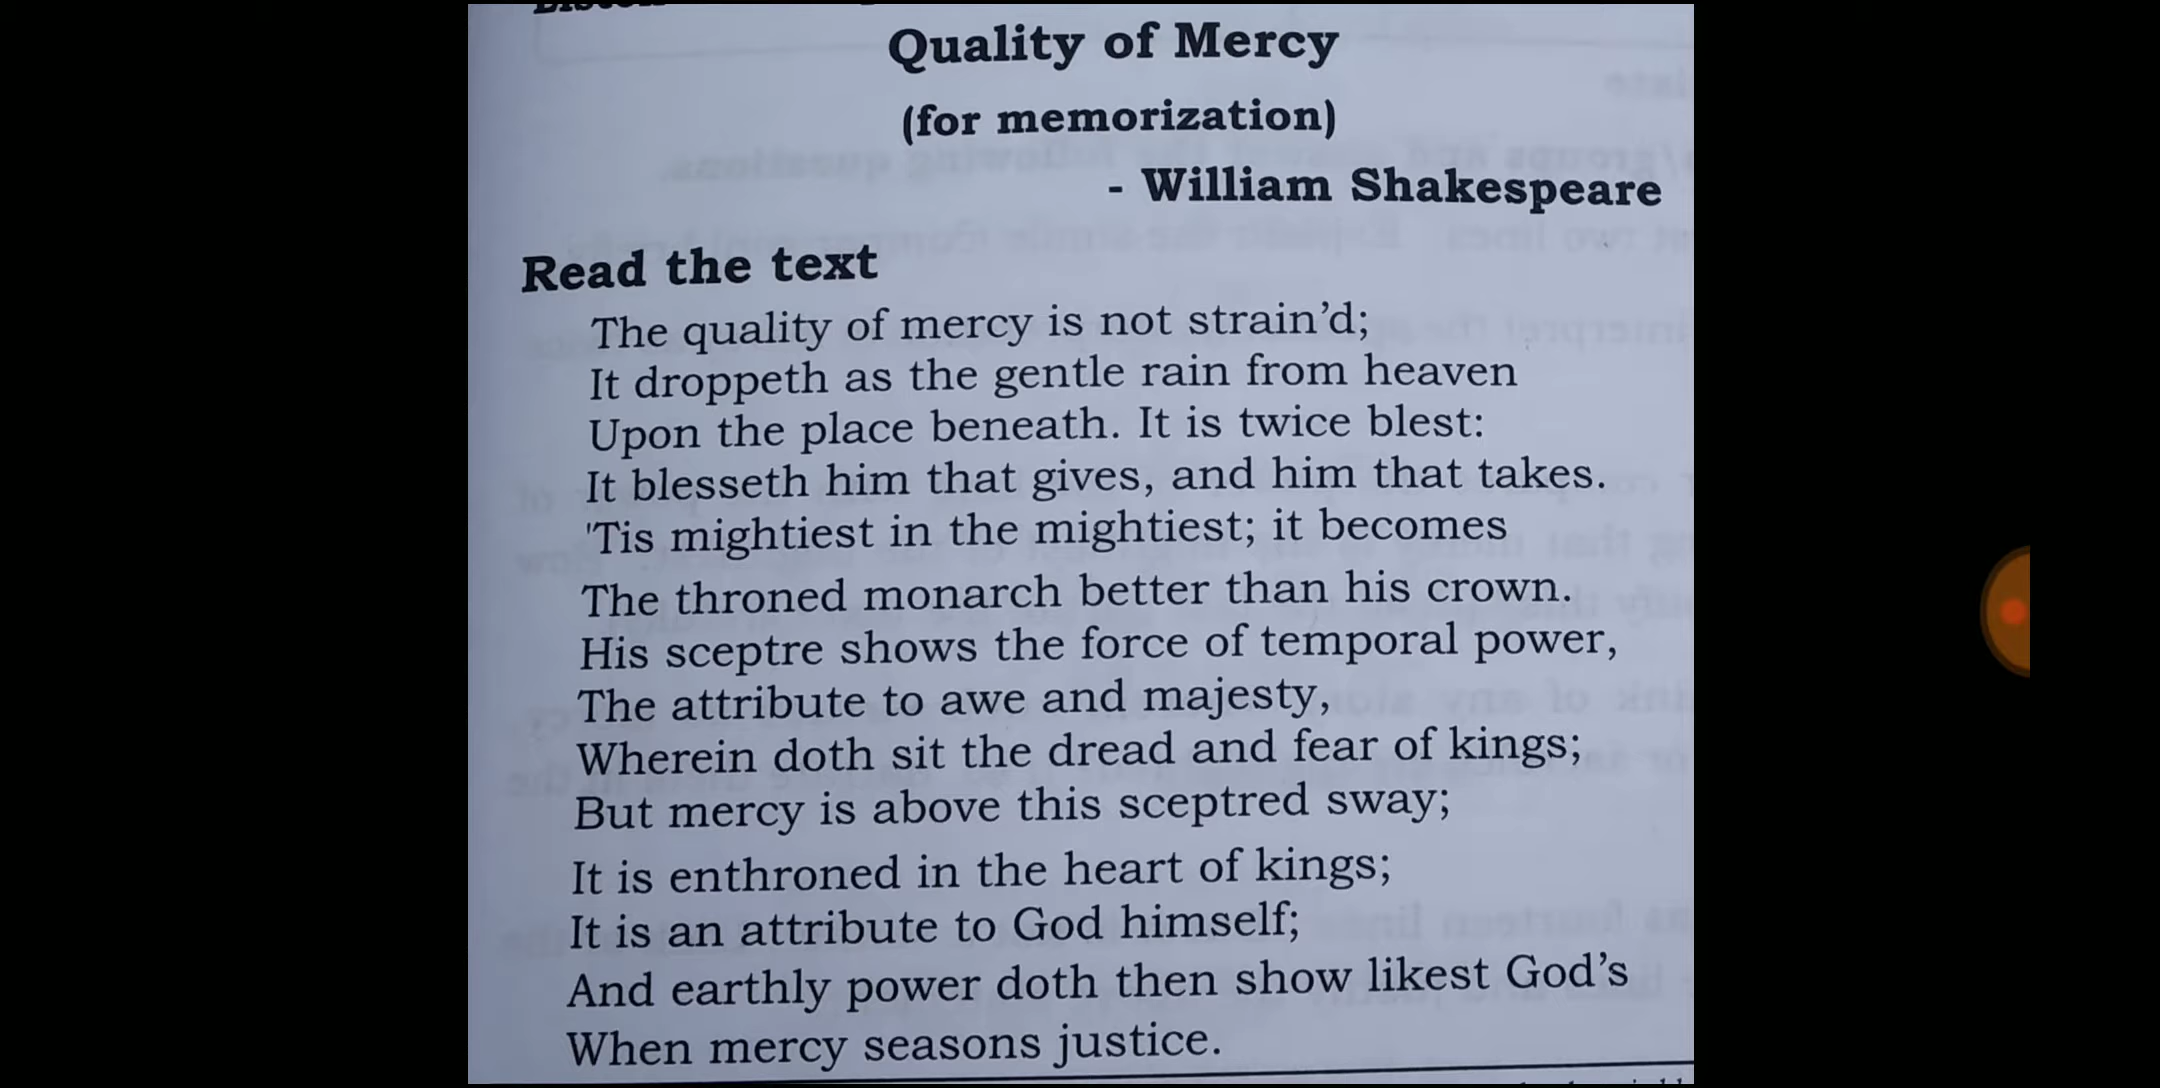 Quality of Mercy
(for memorization)
- William Shakespeare
Read the text
The quality of mercy is not strain’d;
It droppeth as the gentle rain from heaven
Upon the place beneath. It is twice blest:
It blesseth him that gives, and him that takes.
'Tis mightiest in the mightiest; it becomes
The throned monarch better than his crown.
His sceptre shows the force of temporal power,
The attribute to awe and majesty,
Wherein doth sit the dread and fear of kings;
But mercy is above this sceptred sway;
It is enthroned in the heart of kings;
It is an attribute to God himself;
And earthly power doth then show likest God’s
When mercy seasons justice.